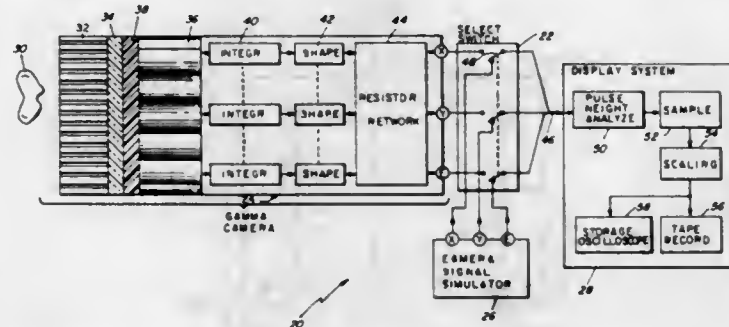 32
34
38
36
40
42
44
SELECT
SWITCH
22
30
INTEGR
SHAPE
X
48
DISPLAY SYSTEM
RESISTOR
NETWORK
INTEGR
SHAPE
Y
46
PULSE
HEIGHT
ANALYZE
50
SAMPLE
52
54
SCALING
INTEGR
SHAPE
E
GAMMA
CAMERA
58
STORAGE
OSCILLOSCOPE
56
TAPE
RECORD
X
Y
E
CAMERA
SIGNAL
SIMULATOR
26
28
20